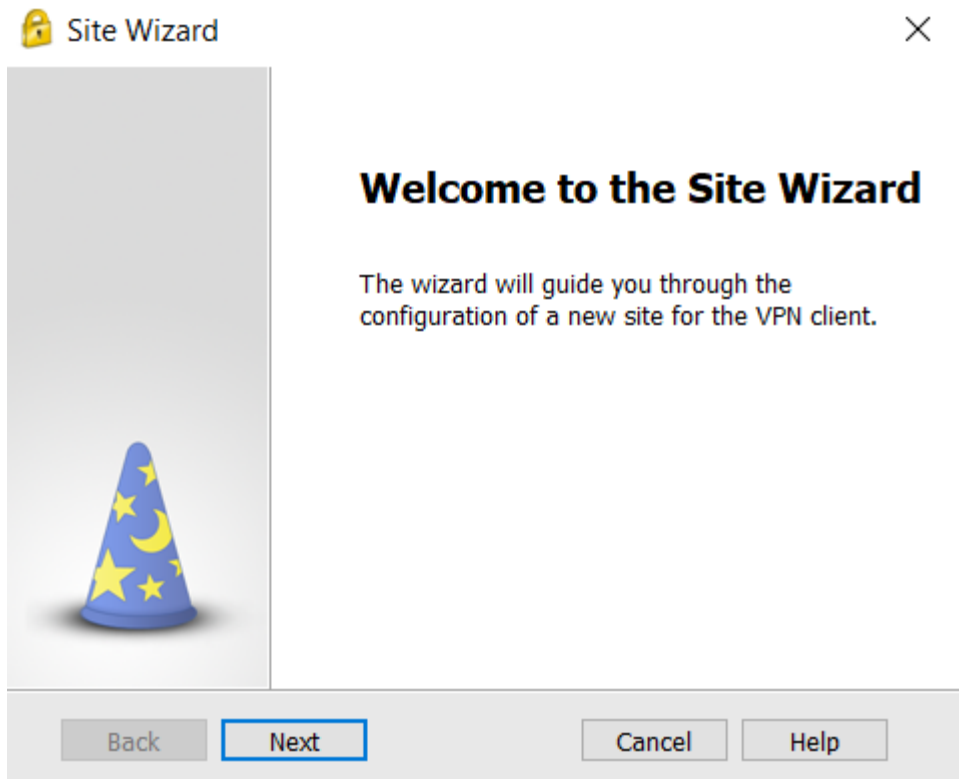 Site Wizard
Welcome to the Site Wizard
The wizard will guide you through the
configuration of a new site for the VPN client.
Back
Next
Cancel
Help